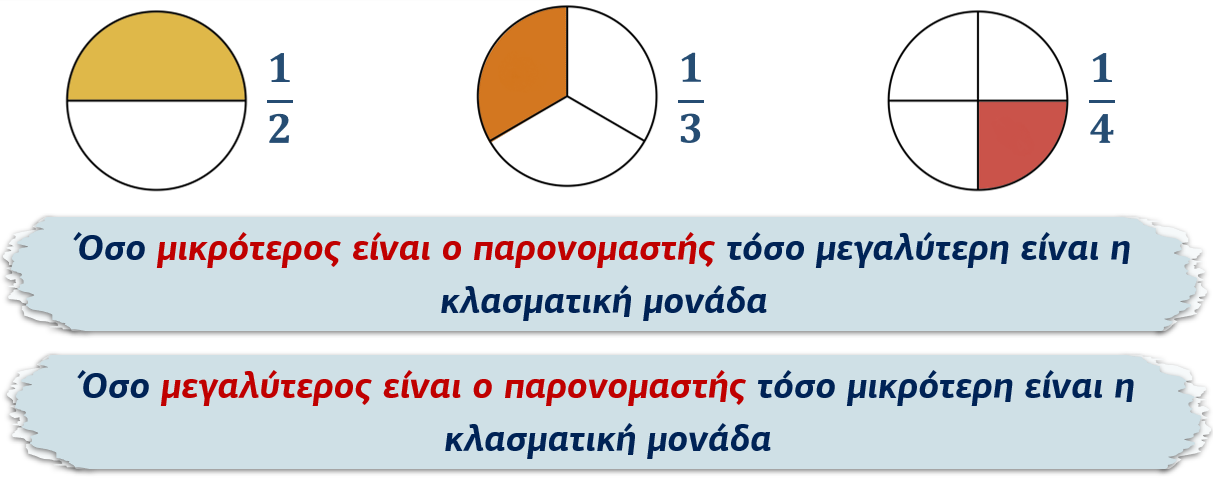 1/2 1/3 1/4
Όσο μικρότερος είναι ο παρονομαστής τόσο μεγαλύτερη είναι η
κλασματική μονάδα
Όσο μεγαλύτερος είναι ο παρονομαστής τόσο μικρότερη είναι η
κλασματική μονάδα